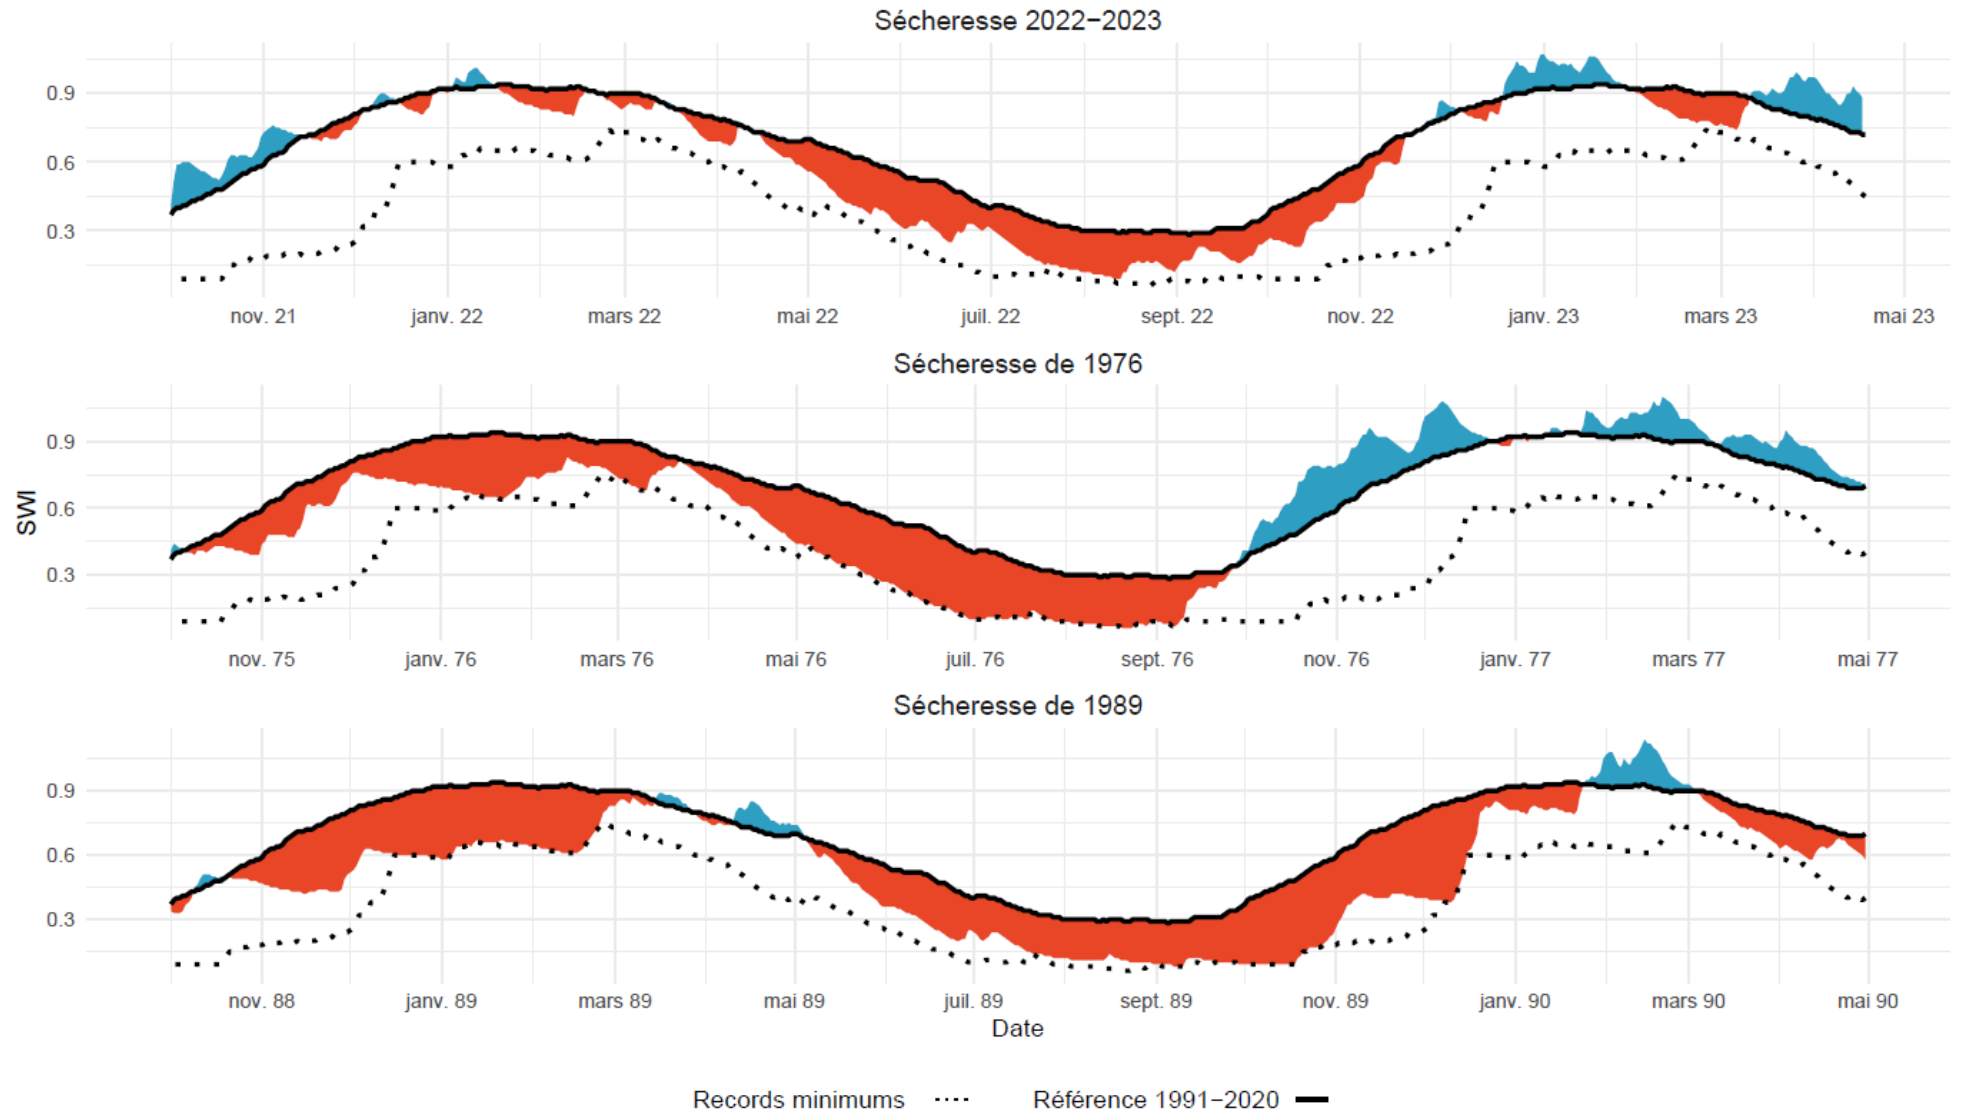 Sécheresse 2022−2023
0.9
0.6
0.3
nov. 21 janv. 22 mars 22 mai 22 juil. 22 sept. 22 nov. 22 janv. 23 mars 23 mai 23
Sécheresse de 1976
0.9
0.6
0.3
SWI
nov. 75 janv. 76 mars 76 mai 76 juil. 76 sept. 76 nov. 76 janv. 77 mars 77 mai 77
Sécheresse de 1989
0.9
0.6
0.3
nov. 88 janv. 89 mars 89 mai 89 juil. 89 sept. 89 nov. 89 janv. 90 mars 90 mai 90
Date
Records minimums Référence 1991−2020